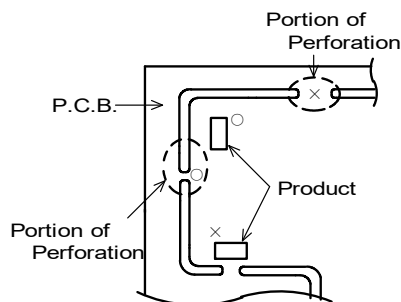 Portion of
Perforation
×
P.C.B.
○
○
Product
Portion of
Perforation
×